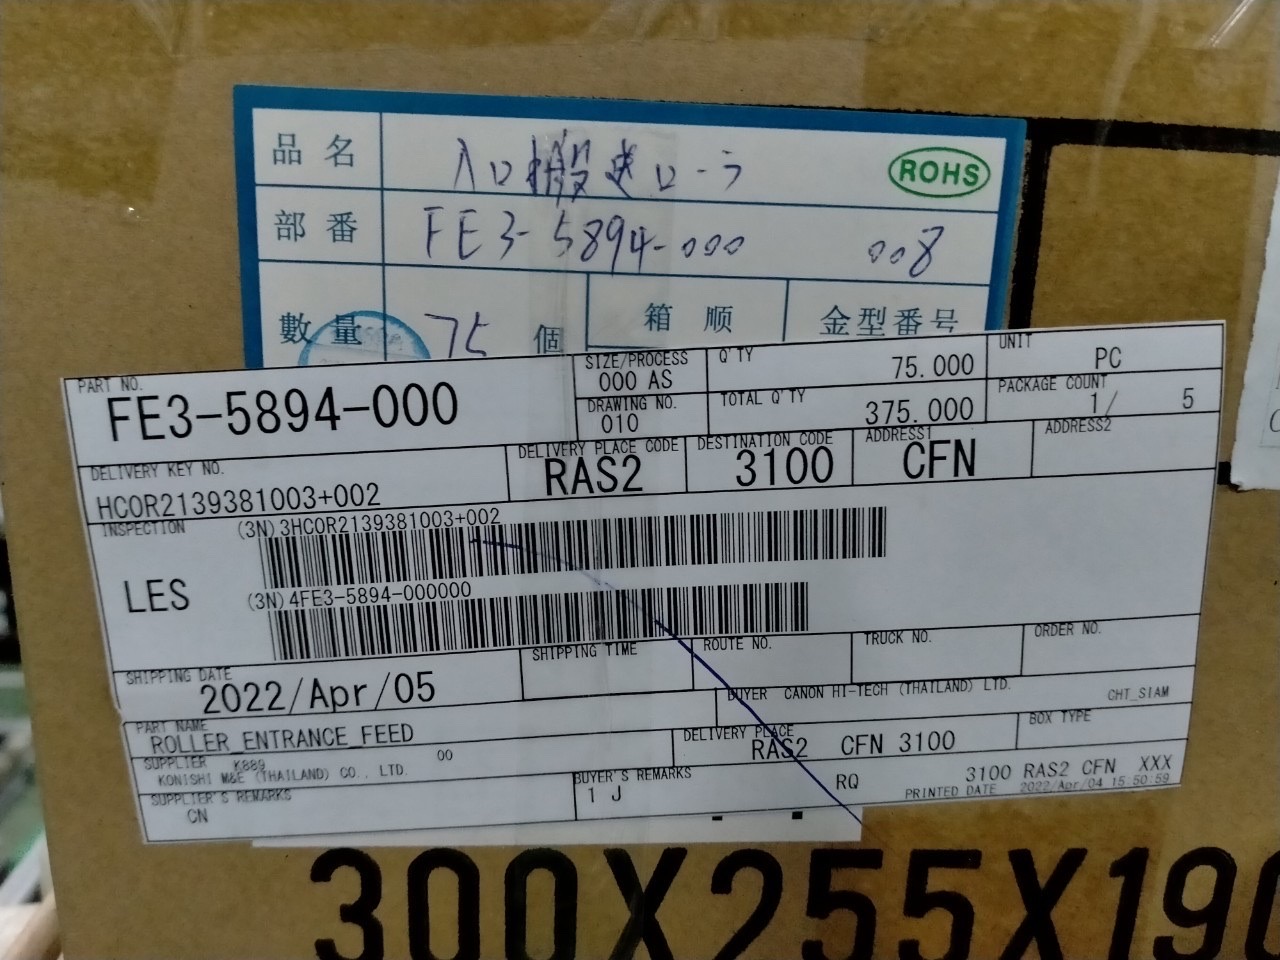 品名 入口搬送ローラ ROHS
部番 FE3-5894-000 008
數量 75 個 箱顺 金型番号
PART NO. FE3-5894-000
SIZE/PROCESS 000 AS
DRAWING NO. 010
Q'TY 75.000
TOTAL Q'TY 375.000
UNIT PC
PACKAGE COUNT 1/ 5
DELIVERY KEY NO. HCOR2139381003+002
DELIVERY PLACE CODE RAS2
DESTINATION CODE 3100
ADDRESS1 CFN
ADDRESS2
INSPECTION LES
(3N)3HCOR2139381003+002
(3N)4FE3-5894-000000
SHIPPING DATE 2022/Apr/05
SHIPPING TIME
ROUTE NO.
TRUCK NO.
ORDER NO.
PART NAME ROLLER_ENTRANCE_FEED
BUYER CANON HI-TECH (THAILAND) LTD. CHT_SIAM
SUPPLIER K889 00
KONISHI M&E (THAILAND) CO., LTD.
DELIVERY PLACE RAS2 CFN 3100
BOX TYPE
SUPPLIER'S REMARKS CN
BUYER'S REMARKS 1 J
RQ 3100 RAS2 CFN XXX
PRINTED DATE 2022/Apr/04 15:50:59
300X255X190